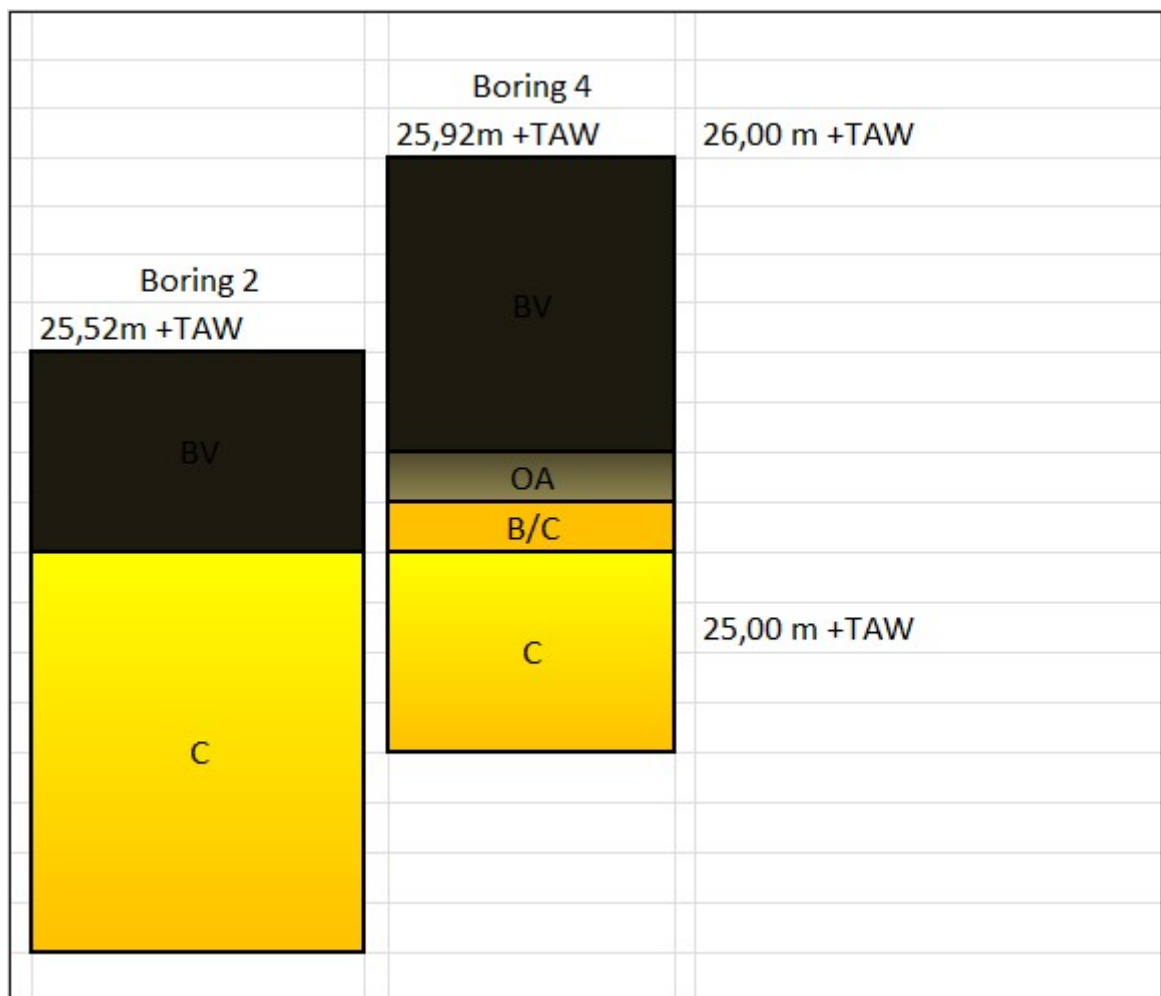 Boring 4
25,92m +TAW
26,00 m +TAW
BV
Boring 2
25,52m +TAW
BV
OA
B/C
25,00 m +TAW
C
C